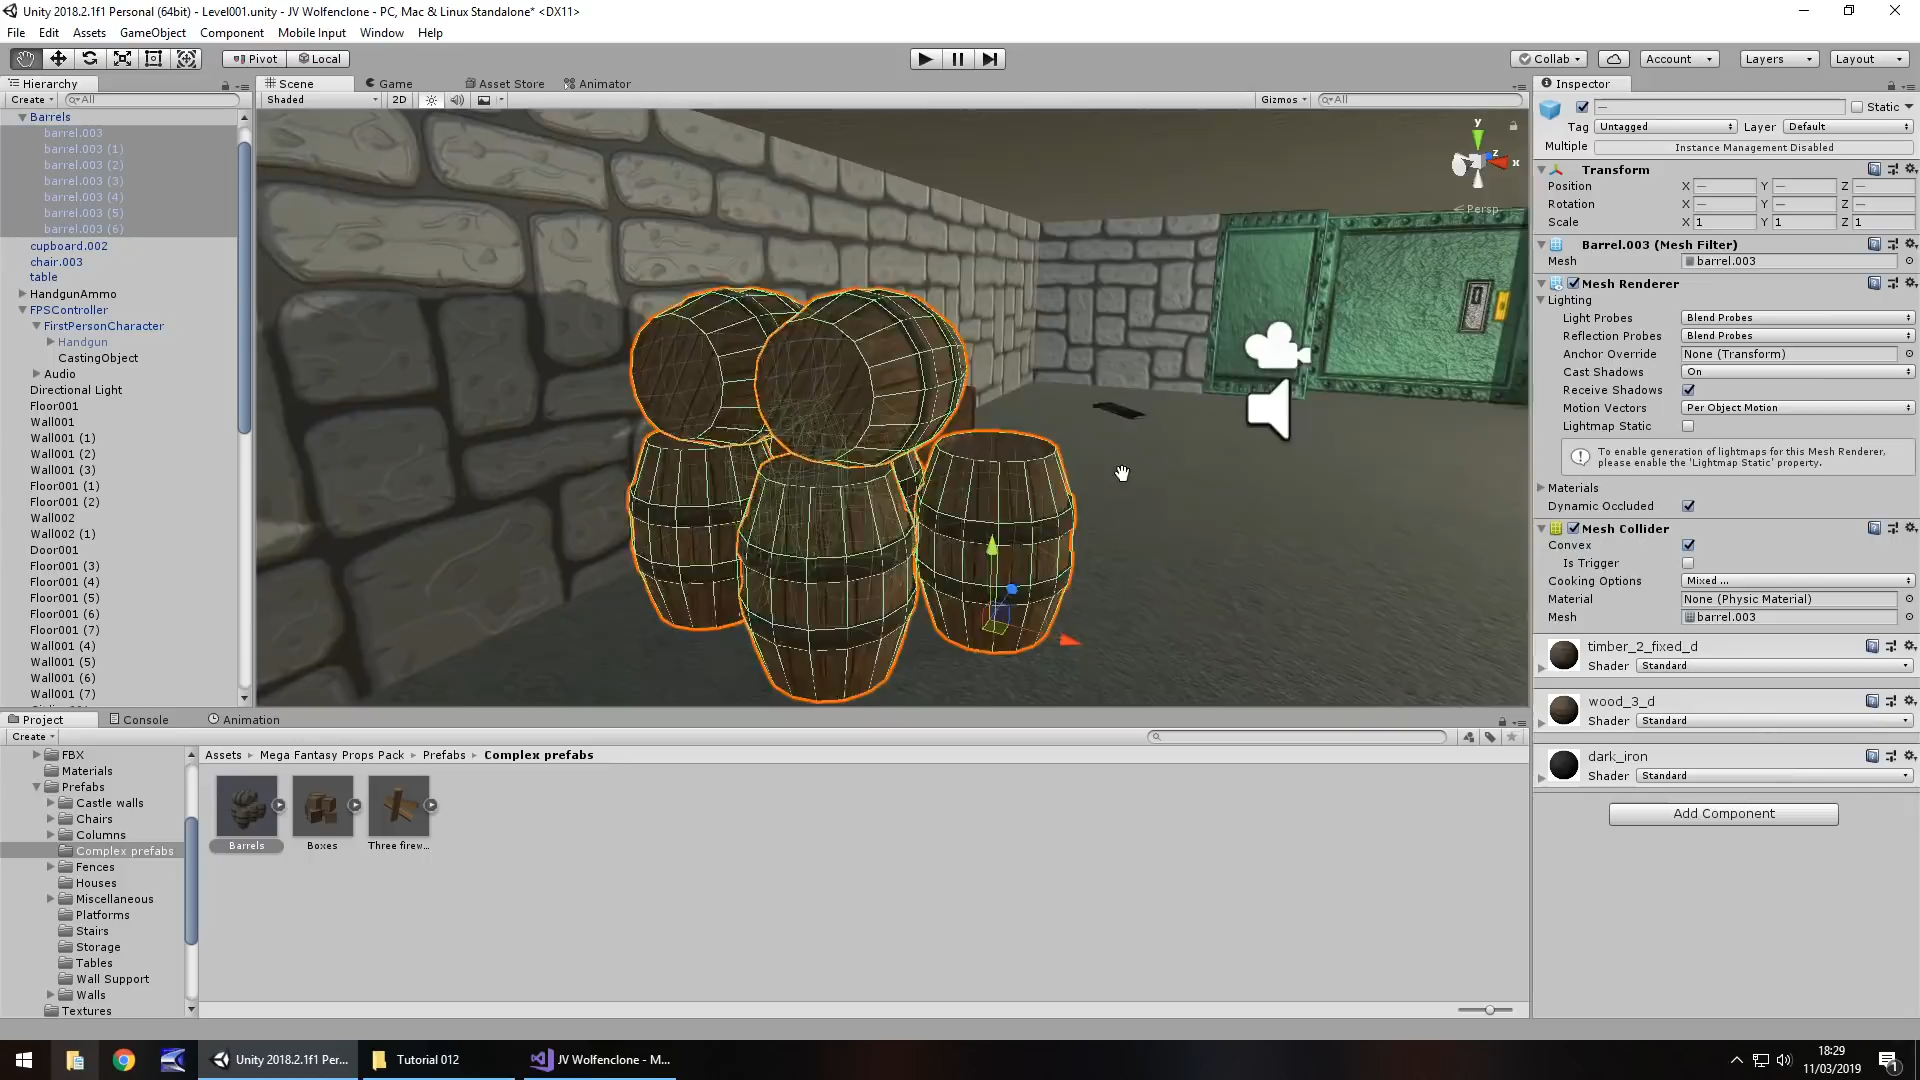 Unity 2018.2.1f1 Personal (64bit) - Level001.unity - JV Wolfenclone - PC, Mac & Linux Standalone* <DX11>
File Edit Assets GameObject Component Mobile Input Window Help
Pivot Local Collab Account Layers Layout
Hierarchy
Create All
Barrels
barrel.003
barrel.003 (1)
barrel.003 (2)
barrel.003 (3)
barrel.003 (4)
barrel.003 (5)
barrel.003 (6)
cupboard.002
chair.003
table
HandgunAmmo
FPSController
FirstPersonCharacter
Handgun
CastingObject
Audio
Directional Light
Floor001
Wall001
Wall001 (1)
Wall001 (2)
Wall001 (3)
Floor001 (1)
Floor001 (2)
Wall002
Wall002 (1)
Door001
Floor001 (3)
Floor001 (4)
Floor001 (5)
Floor001 (6)
Floor001 (7)
Wall001 (4)
Wall001 (5)
Wall001 (6)
Wall001 (7)
Scene Game Asset Store Animator
Shaded 2D Gizmos All
y
z
x
Persp
Inspector
Static
Tag Untagged Layer Default
Multiple Instance Management Disabled
Transform
Position X — Y — Z —
Rotation X — Y — Z —
Scale X 1 Y 1 Z 1
Barrel.003 (Mesh Filter)
Mesh barrel.003
Mesh Renderer
Lighting
Light Probes Blend Probes
Reflection Probes Blend Probes
Anchor Override None (Transform)
Cast Shadows On
Receive Shadows
Motion Vectors Per Object Motion
Lightmap Static
To enable generation of lightmaps for this Mesh Renderer,
please enable the 'Lightmap Static' property.
Materials
Dynamic Occluded
Mesh Collider
Convex
Is Trigger
Cooking Options Mixed ...
Material None (Physic Material)
Mesh barrel.003
timber_2_fixed_d
Shader Standard
wood_3_d
Shader Standard
dark_iron
Shader Standard
Add Component
Project Console Animation
Create
FBX
Materials
Prefabs
Castle walls
Chairs
Columns
Complex prefabs
Fences
Houses
Miscellaneous
Platforms
Stairs
Storage
Tables
Wall Support
Walls
Textures
Assets Mega Fantasy Props Pack Prefabs Complex prefabs
Barrels Boxes Three firew...
Unity 2018.2.1f1 Per... Tutorial 012 JV Wolfenclone - M...
18:29
11/03/2019
1